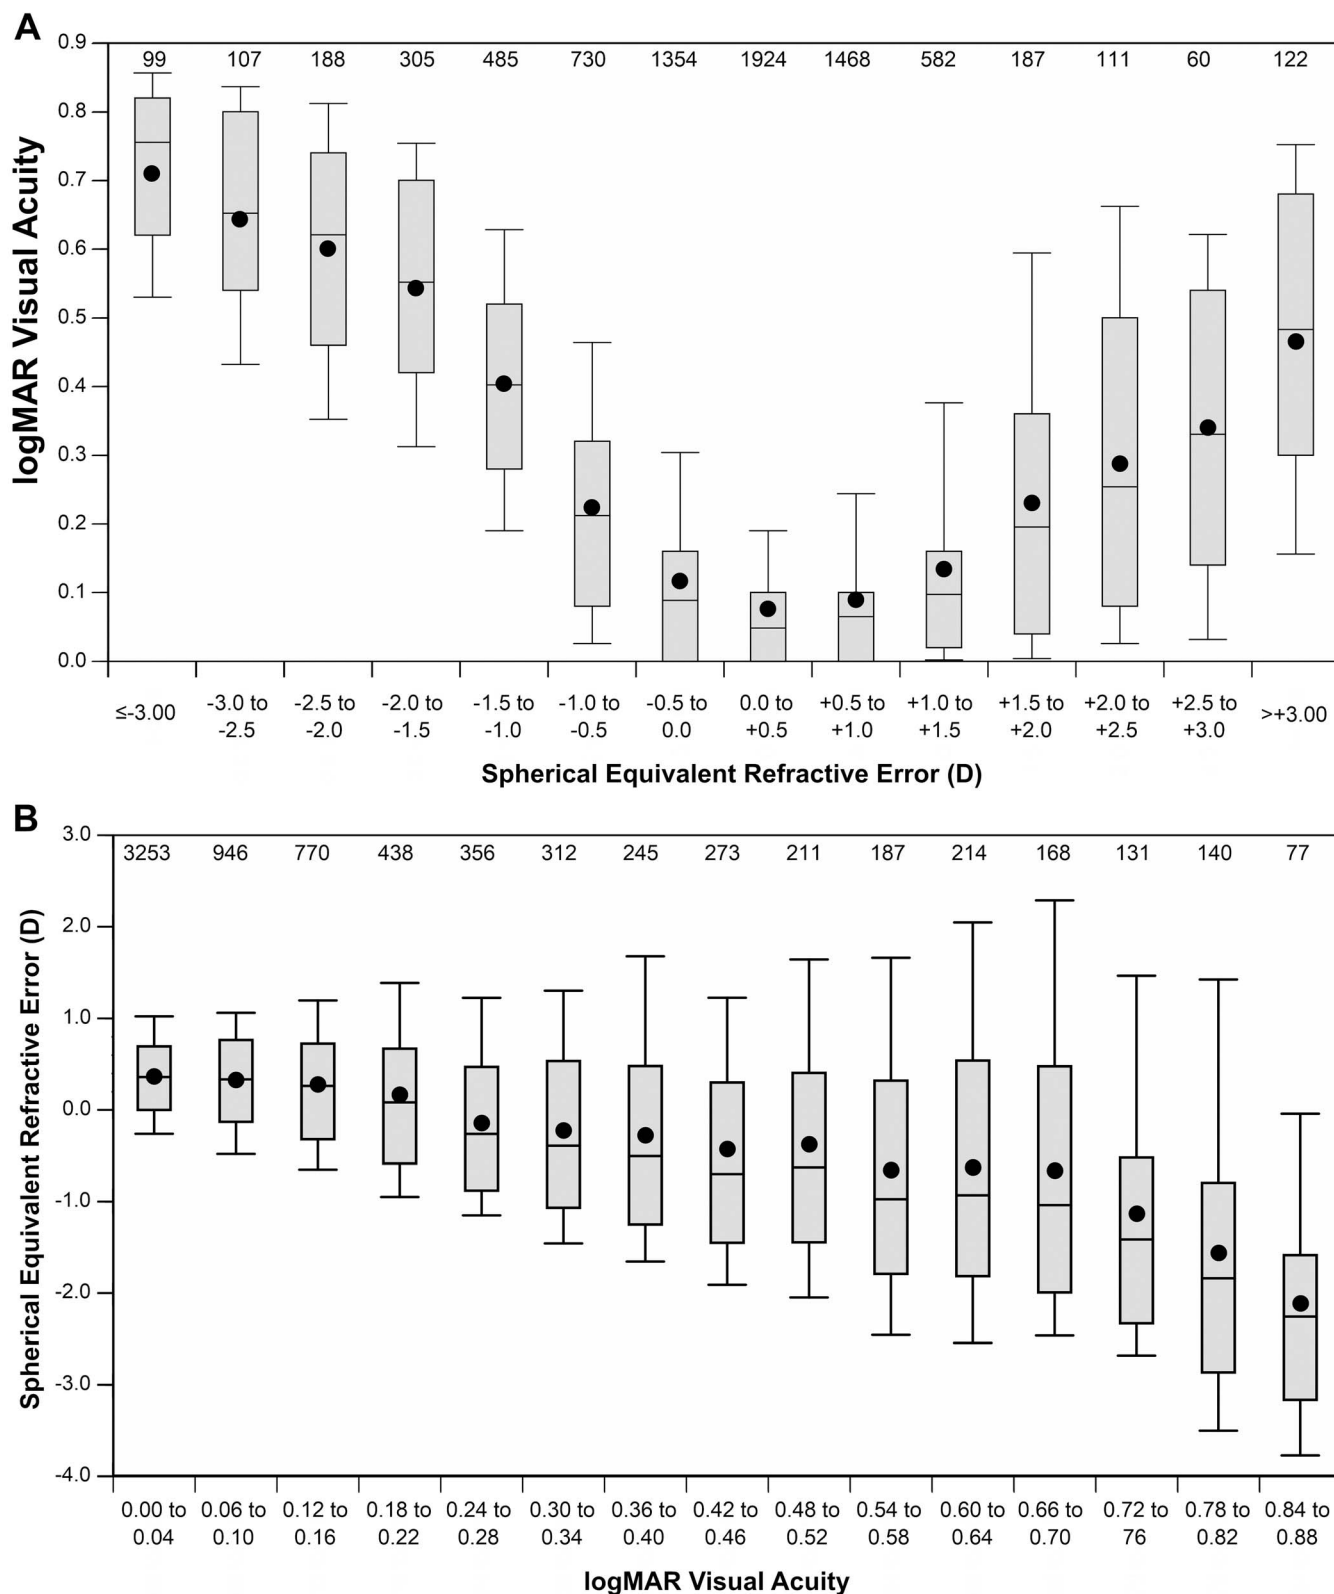 A
0.9
99 107 188 305 485 730 1354 1924 1468 582 187 111 60 122
0.8
0.7
0.6
0.5
0.4
0.3
0.2
0.1
0.0
logMAR Visual Acuity
≤-3.00 -3.0 to -2.5 to -2.0 to -1.5 to -1.0 to -0.5 to 0.0 to +0.5 to +1.0 to +1.5 to +2.0 to +2.5 to >+3.00
-2.5 -2.0 -1.5 -1.0 -0.5 0.0 +0.5 +1.0 +1.5 +2.0 +2.5 +3.0
Spherical Equivalent Refractive Error (D)
B
3.0
3253 946 770 438 356 312 245 273 211 187 214 168 131 140 77
2.0
1.0
0.0
-1.0
-2.0
-3.0
-4.0
Spherical Equivalent Refractive Error (D)
0.00 to 0.06 to 0.12 to 0.18 to 0.24 to 0.30 to 0.36 to 0.42 to 0.48 to 0.54 to 0.60 to 0.66 to 0.72 to 0.78 to 0.84 to
0.04 0.10 0.16 0.22 0.28 0.34 0.40 0.46 0.52 0.58 0.64 0.70 76 0.82 0.88
logMAR Visual Acuity